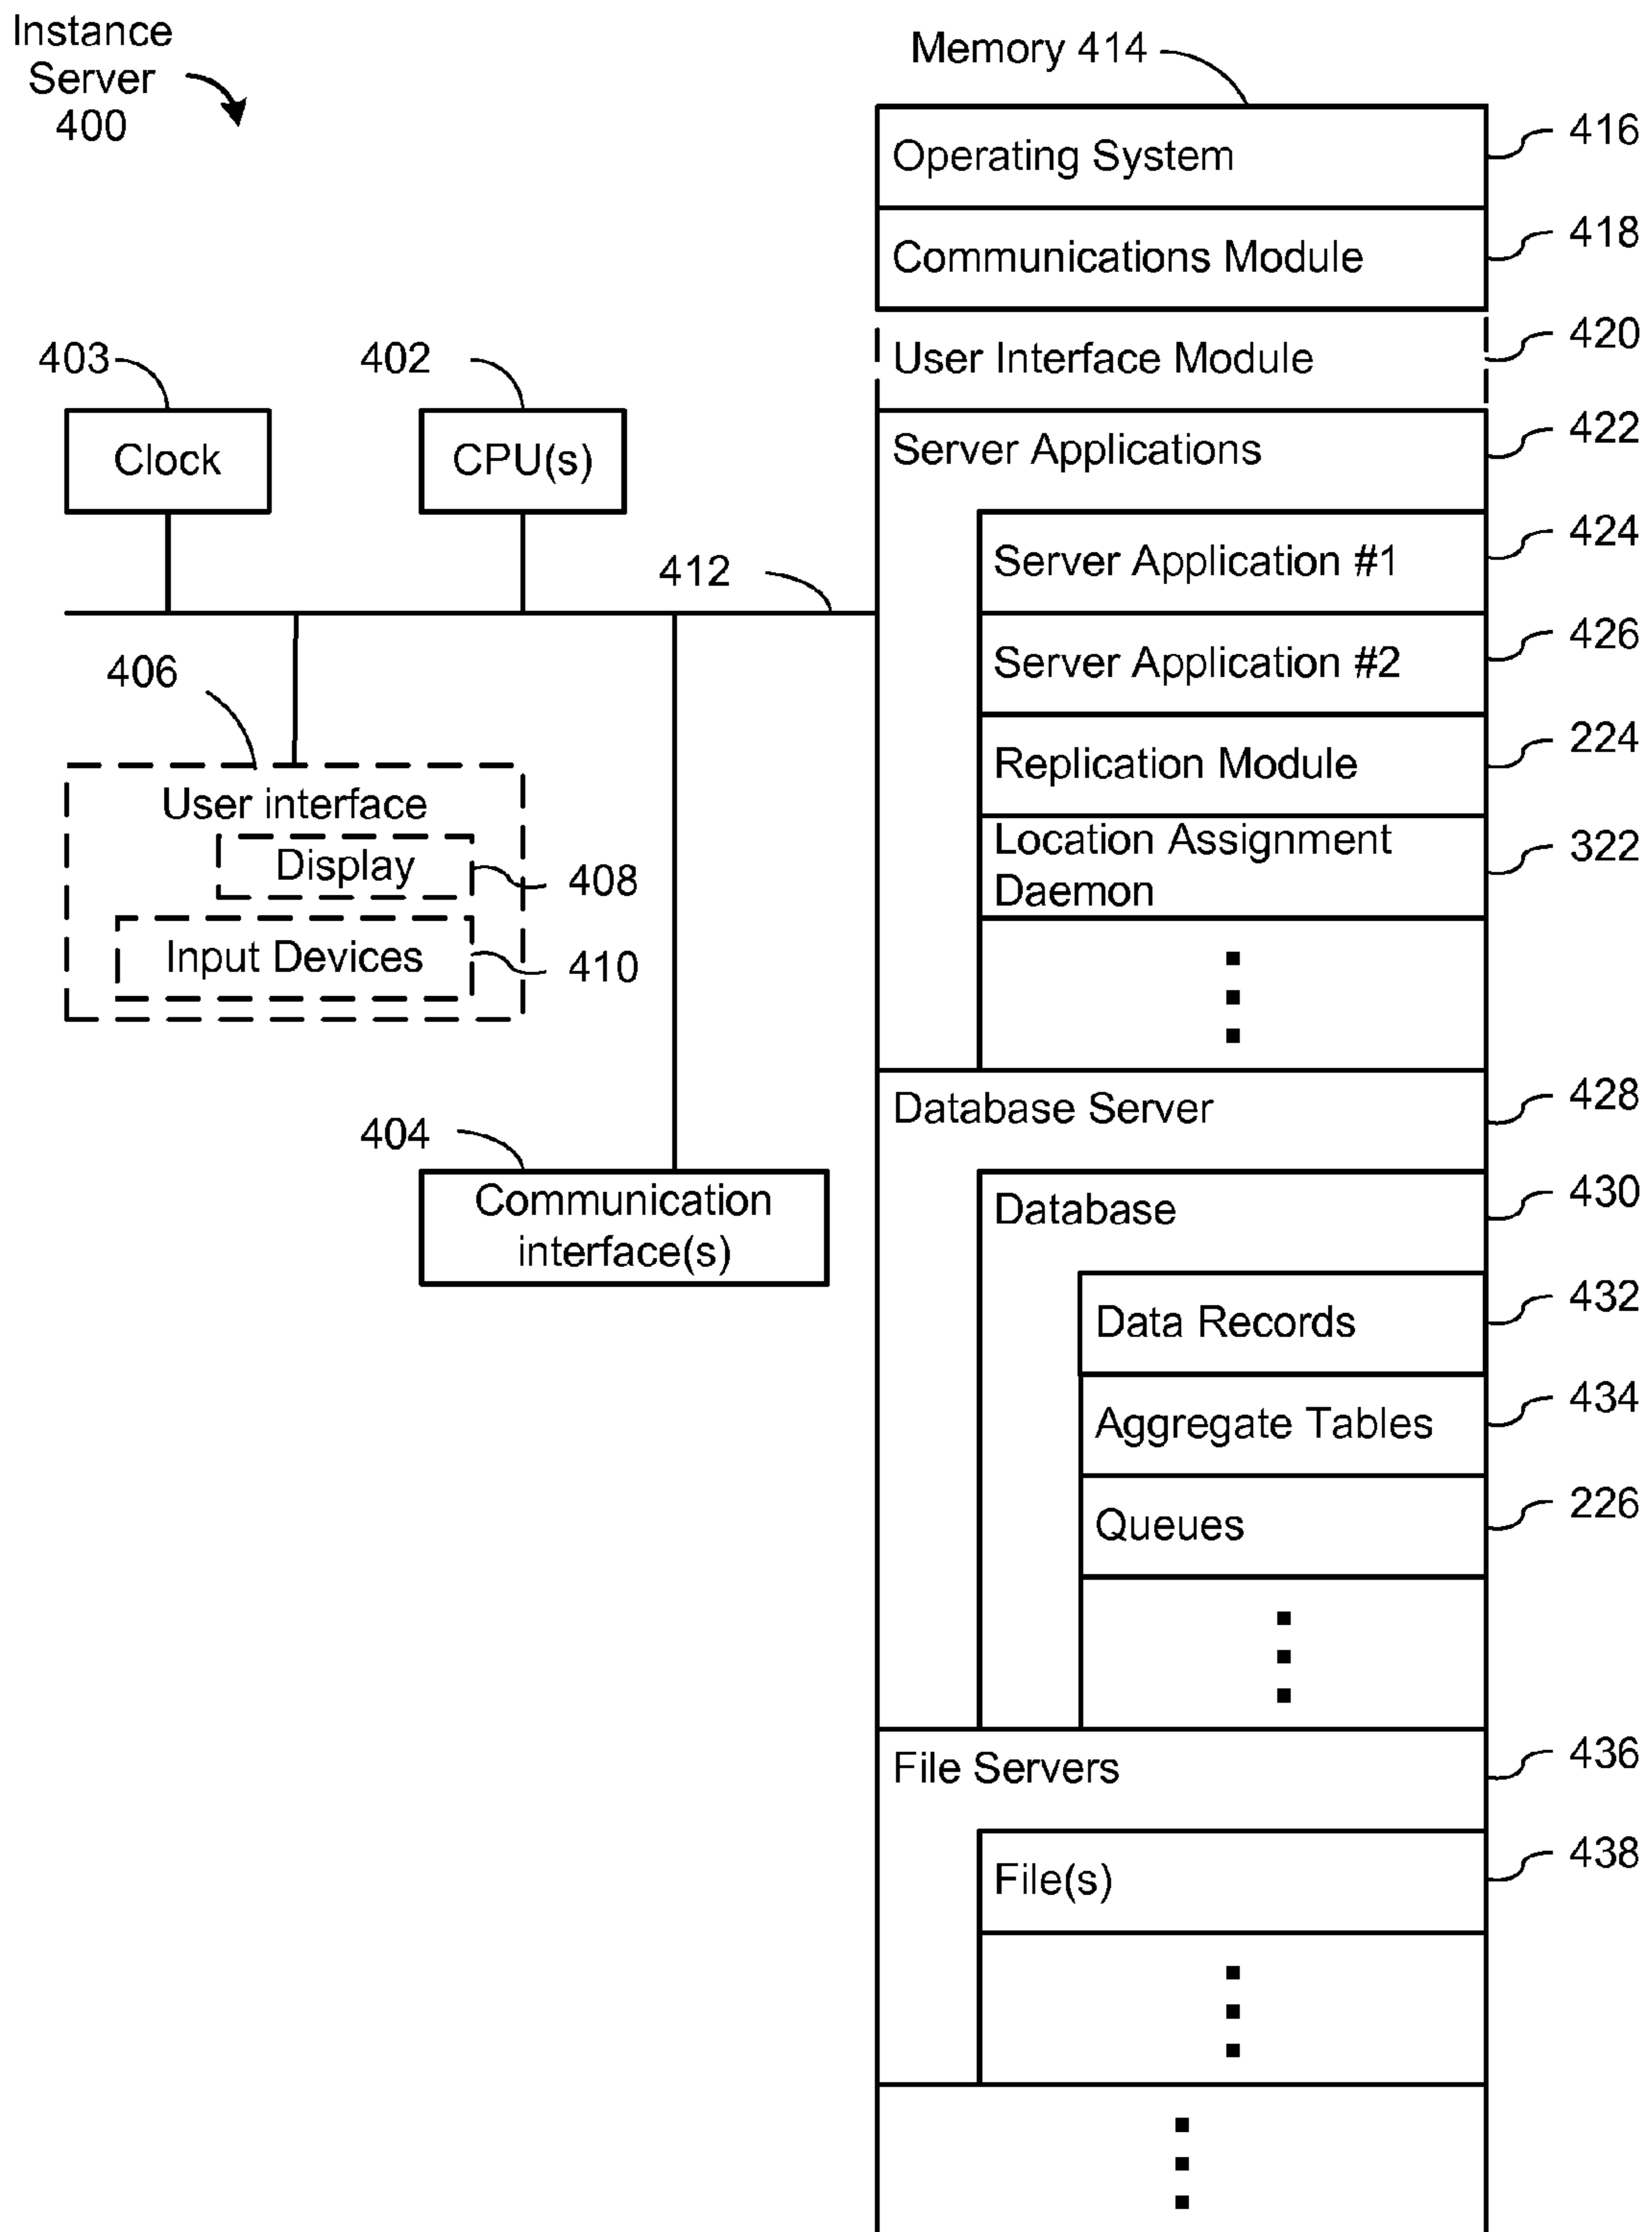 Instance
Server
400
Memory 414
Operating System
416
Communications Module
418
User Interface Module
420
403
402
Clock
CPU(s)
Server Applications
422
Server Application #1
424
412
Server Application #2
426
406
Replication Module
224
User interface
Display
408
Location Assignment
Daemon
322
Input Devices
410
Database Server
428
404
Communication
interface(s)
Database
430
Data Records
432
Aggregate Tables
434
Queues
226
File Servers
436
File(s)
438